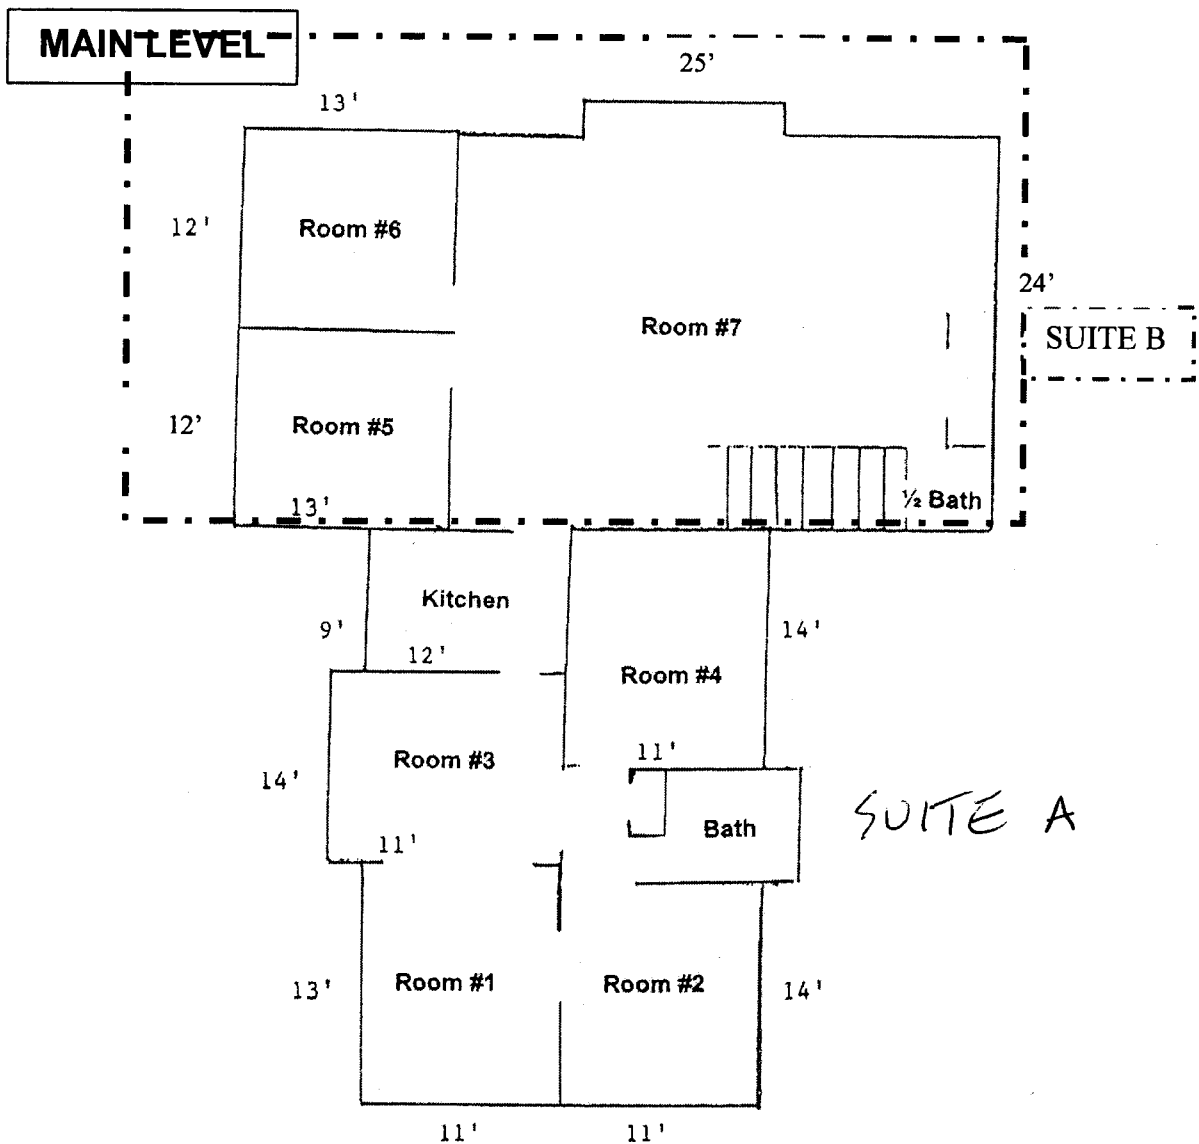 MAIN LEVEL
25'
13'
12'
Room #6
24'
Room #7
SUITE B
12'
Room #5
13'
½ Bath
Kitchen
9'
14'
12'
Room #4
11'
Room #3
14'
SUITE A
Bath
11'
Room #1
Room #2
13'
14'
11'
11'